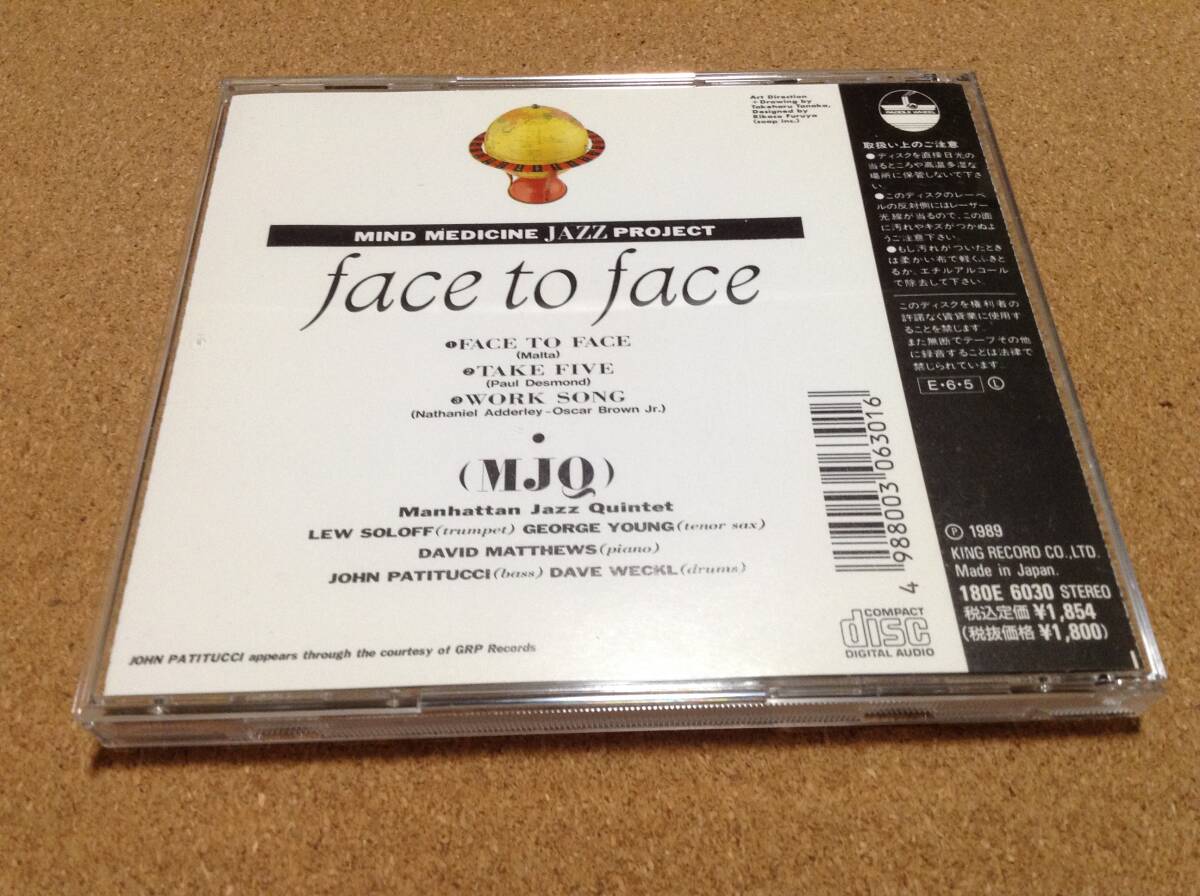 Art Direction
+ Drawing by
Takeharu Tanaka,
Designed by
Rikako Furuya
(soap inc.)
MIND MEDICINE JAZZ PROJECT
face to face
❶FACE TO FACE
(Malta)
❷TAKE FIVE
(Paul Desmond)
❸WORK SONG
(Nathaniel Adderley–Oscar Brown Jr.)
(MJQ)
Manhattan Jazz Quintet
LEW SOLOFF(trumpet) GEORGE YOUNG(tenor sax)
DAVID MATTHEWS(piano)
JOHN PATITUCCI(bass) DAVE WECKL(drums)
JOHN PATITUCCI appears through the courtesy of GRP Records
4 988003 063016
COMPACT
disc
DIGITAL AUDIO
PADDLE WHEEL
取扱い上のご注意
●ディスクを直接日光の
当るところや高温多湿な
場所に保管しないで下さ
い。
●このディスクのレーベ
ルの反対側にはレーザー
光線が当るので、この面
に汚れやキズがつかぬよ
うご注意下さい。
●もし汚れがついたとき
は柔かい布で軽くふきと
るか、エチルアルコール
で除去して下さい。
このディスクを権利者の
許諾なく賃貸業に使用す
ることを禁じます。
また無断でテープその他
に録音することは法律で
禁じられています。
E・6・5 Ⓛ
Ⓟ 1989
KING RECORD CO.,LTD.
Made in Japan.
180E 6030 STEREO
税込定価¥1,854
(税抜価格¥1,800)
I